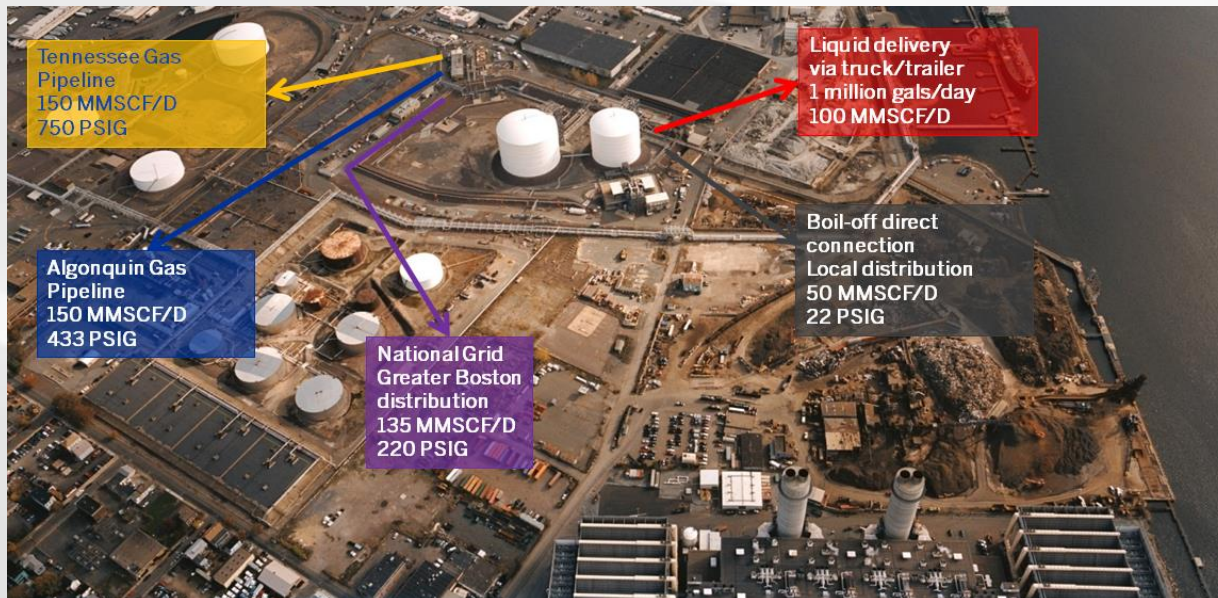 Tennessee Gas
Pipeline
150 MMSCF/D
750 PSIG
Liquid delivery
via truck/trailer
1 million gals/day
100 MMSCF/D
Algonquin Gas
Pipeline
150 MMSCF/D
433 PSIG
Boil-off direct
connection
Local distribution
50 MMSCF/D
22 PSIG
National Grid
Greater Boston
distribution
135 MMSCF/D
220 PSIG